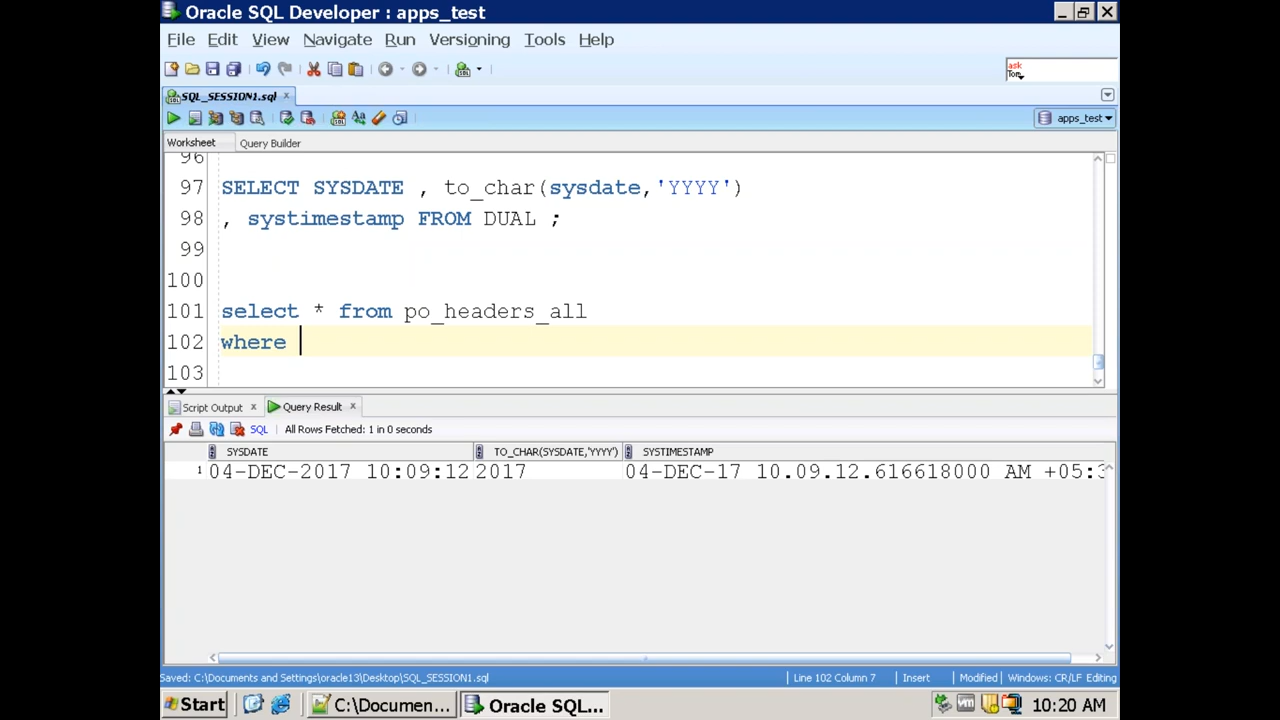 Oracle SQL Developer : apps_test
File Edit View Navigate Run Versioning Tools Help
ask
Tom
SQL_SESSION1.sql
apps_test
Worksheet Query Builder
96
97 SELECT SYSDATE , to_char(sysdate,'YYYY')
98 , systimestamp FROM DUAL ;
99
100
101 select * from po_headers_all
102 where
103
Script Output x Query Result x
SQL All Rows Fetched: 1 in 0 seconds
SYSDATE TO_CHAR(SYSDATE,'YYYY') SYSTIMESTAMP
1 04-DEC-2017 10:09:12 2017 04-DEC-17 10.09.12.616618000 AM +05:3
Saved: C:\Documents and Settings\oracle13\Desktop\SQL_SESSION1.sql Line 102 Column 7 Insert Modified Windows: CR/LF Editing
Start C:\Documen... Oracle SQL... 10:20 AM